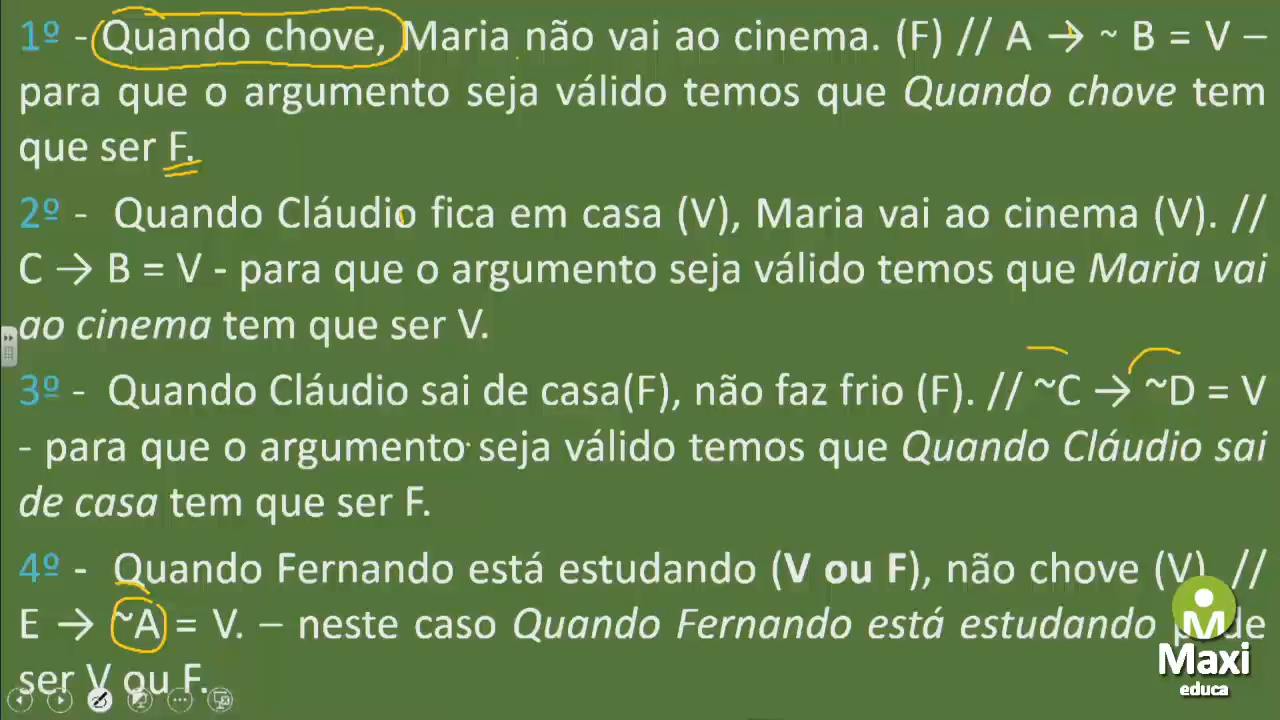 1º - Quando chove, Maria não vai ao cinema. (F) // A → ~ B = V –
para que o argumento seja válido temos que Quando chove tem
que ser F.
2º - Quando Cláudio fica em casa (V), Maria vai ao cinema (V). //
C → B = V - para que o argumento seja válido temos que Maria vai
ao cinema tem que ser V.
3º - Quando Cláudio sai de casa(F), não faz frio (F). // ~C → ~D = V
- para que o argumento seja válido temos que Quando Cláudio sai
de casa tem que ser F.
4º - Quando Fernando está estudando (V ou F), não chove (V). //
E → ~A = V. – neste caso Quando Fernando está estudando pode
ser V ou F.
Maxi
educa